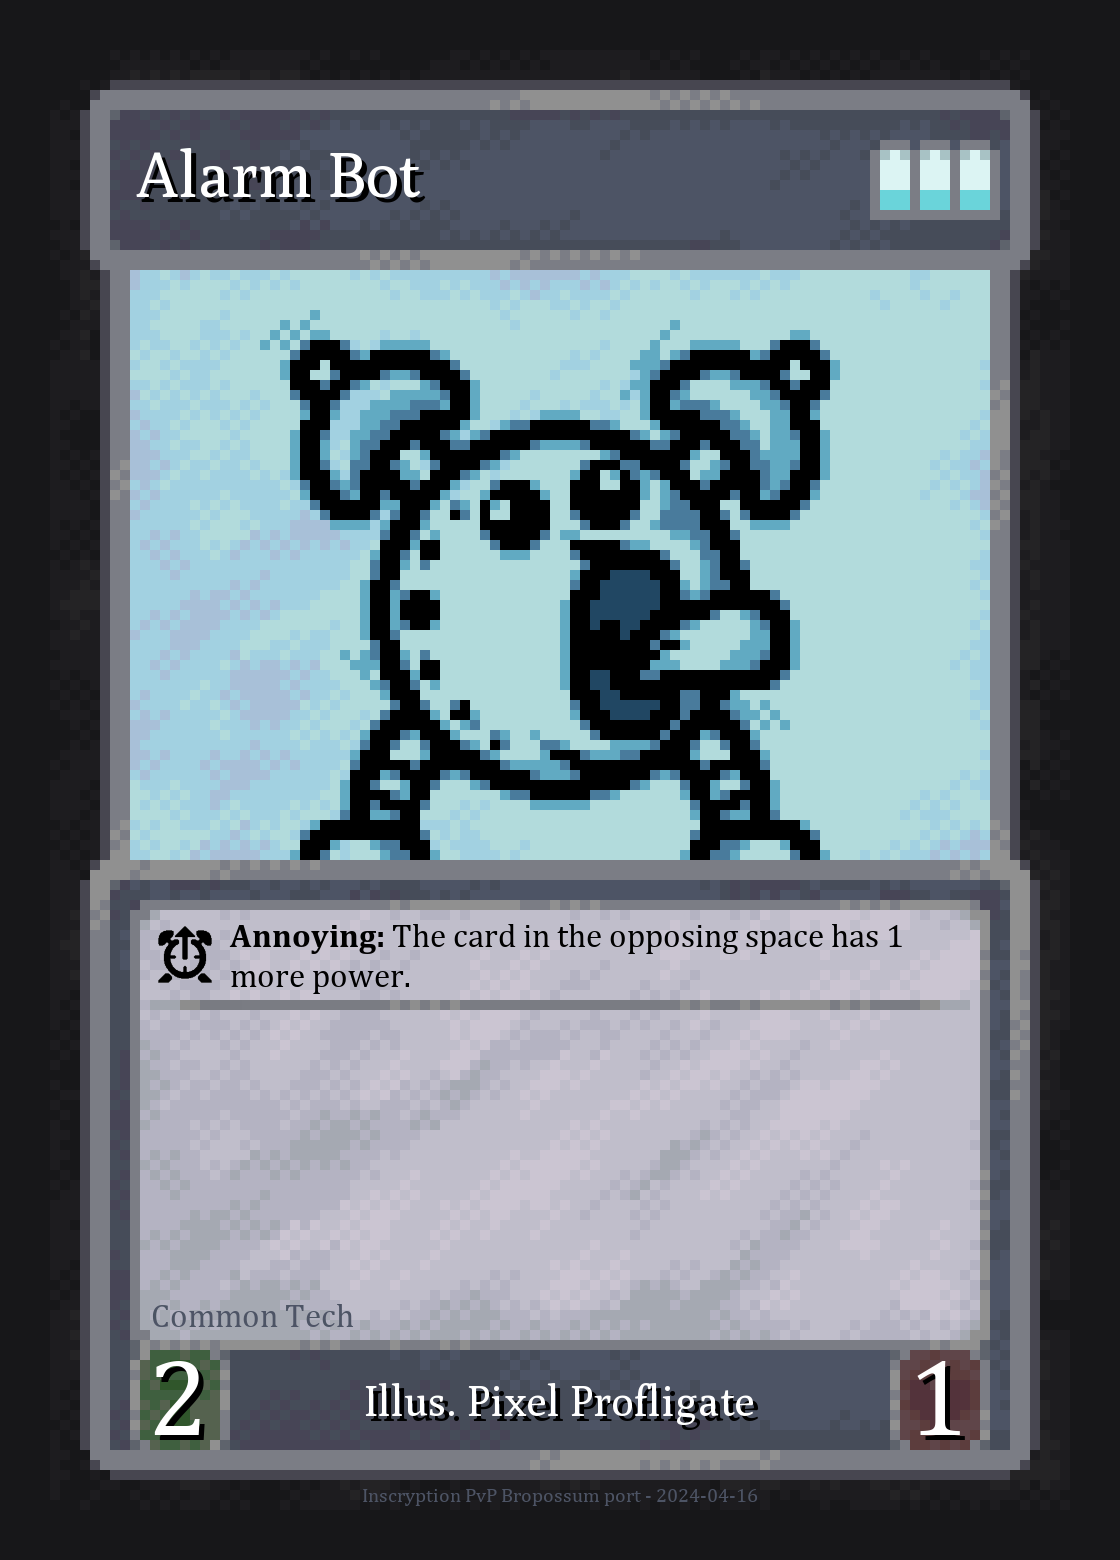 Alarm Bot
Annoying: The card in the opposing space has 1
more power.
Common Tech
2
Illus. Pixel Profligate
1
Inscryption PvP Bropossum port - 2024-04-16